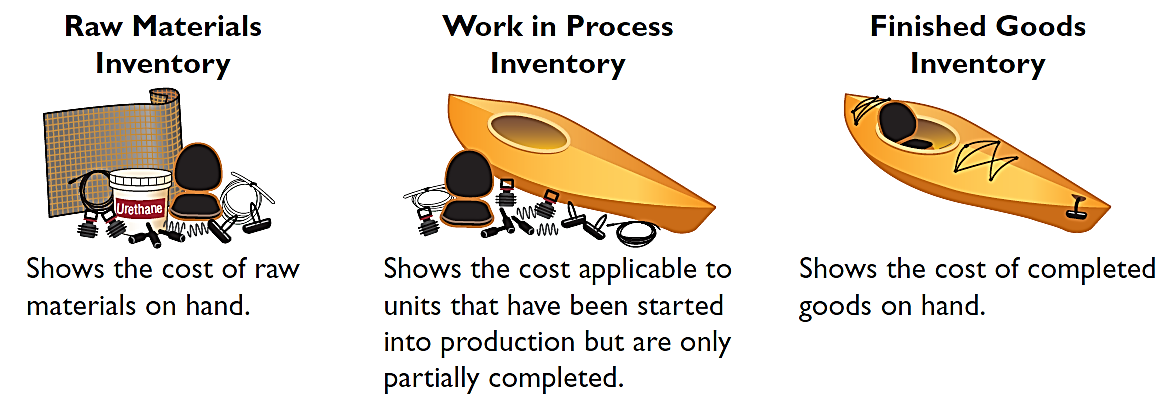 Raw Materials
Inventory
Urethane
Shows the cost of raw
materials on hand.
Work in Process
Inventory
Shows the cost applicable to
units that have been started
into production but are only
partially completed.
Finished Goods
Inventory
Shows the cost of completed
goods on hand.